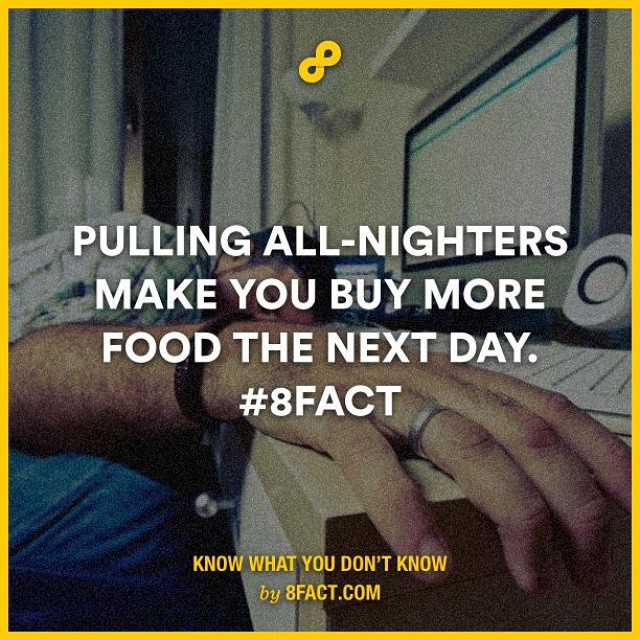 PULLING ALL-NIGHTERS
MAKE YOU BUY MORE
FOOD THE NEXT DAY.
#8FACT
KNOW WHAT YOU DON'T KNOW
by 8FACT.COM